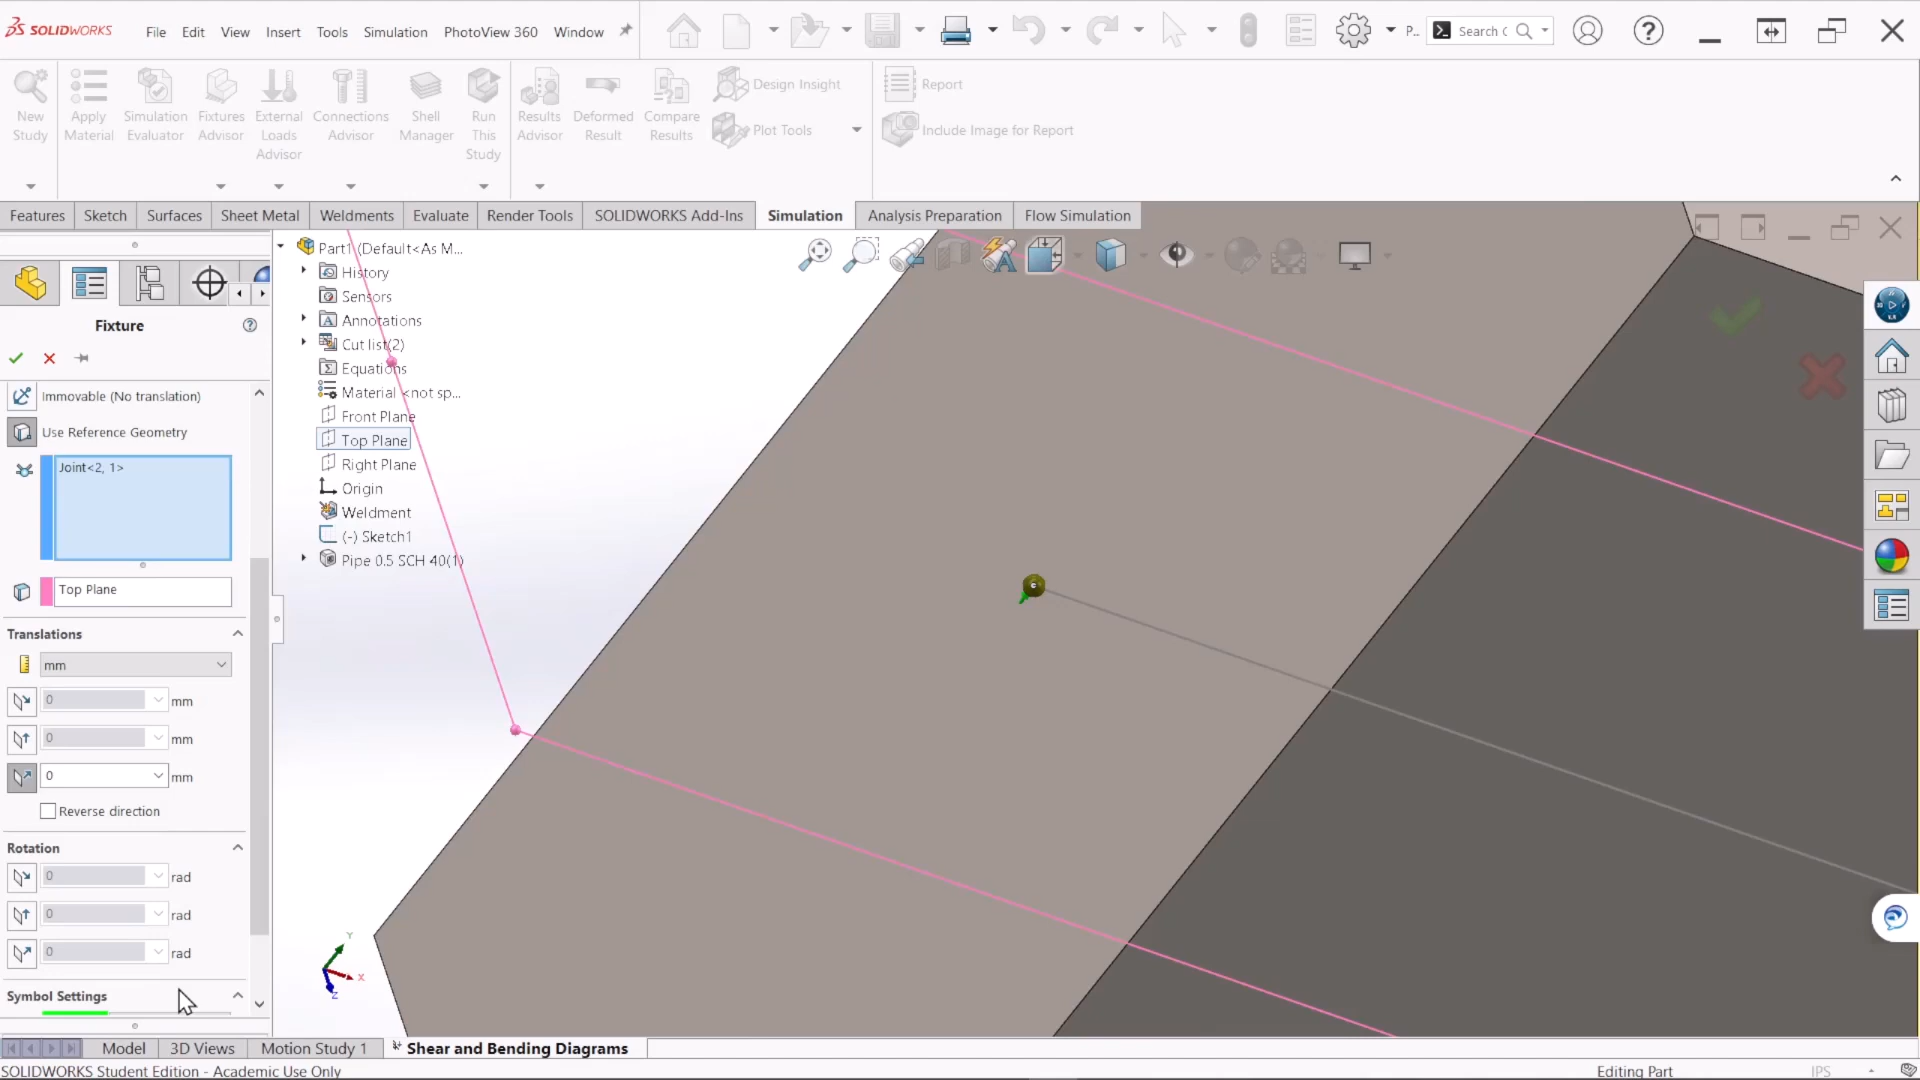 SOLIDWORKS
File Edit View Insert Tools Simulation PhotoView 360 Window
P...
Search
New Study
Apply Material
Simulation Evaluator
Fixtures Advisor
External Loads Advisor
Connections Advisor
Shell Manager
Run This Study
Results Advisor
Deformed Result
Compare Results
Design Insight
Plot Tools
Report
Include Image for Report
Features Sketch Surfaces Sheet Metal Weldments Evaluate Render Tools SOLIDWORKS Add-Ins Simulation Analysis Preparation Flow Simulation
Fixture
Immovable (No translation)
Use Reference Geometry
Joint<2, 1>
Top Plane
Translations
mm
0 mm
0 mm
0 mm
Reverse direction
Rotation
0 rad
0 rad
0 rad
Symbol Settings
Part1 (Default<As M...
History
Sensors
Annotations
Cut list(2)
Equations
Material <not sp...
Front Plane
Top Plane
Right Plane
Origin
Weldment
(-) Sketch1
Pipe 0.5 SCH 40(1)
Y
X
Z
Model 3D Views Motion Study 1 Shear and Bending Diagrams
SOLIDWORKS Student Edition - Academic Use Only
Editing Part
IPS